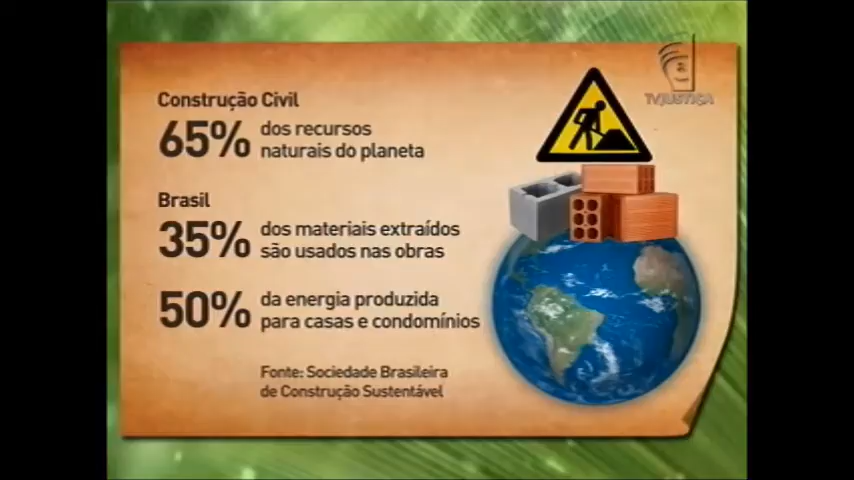 Construção Civil
65% dos recursos
naturais do planeta
TV JUSTIÇA
Brasil
35% dos materiais extraídos
são usados nas obras
50% da energia produzida
para casas e condomínios
Fonte: Sociedade Brasileira
de Construção Sustentável